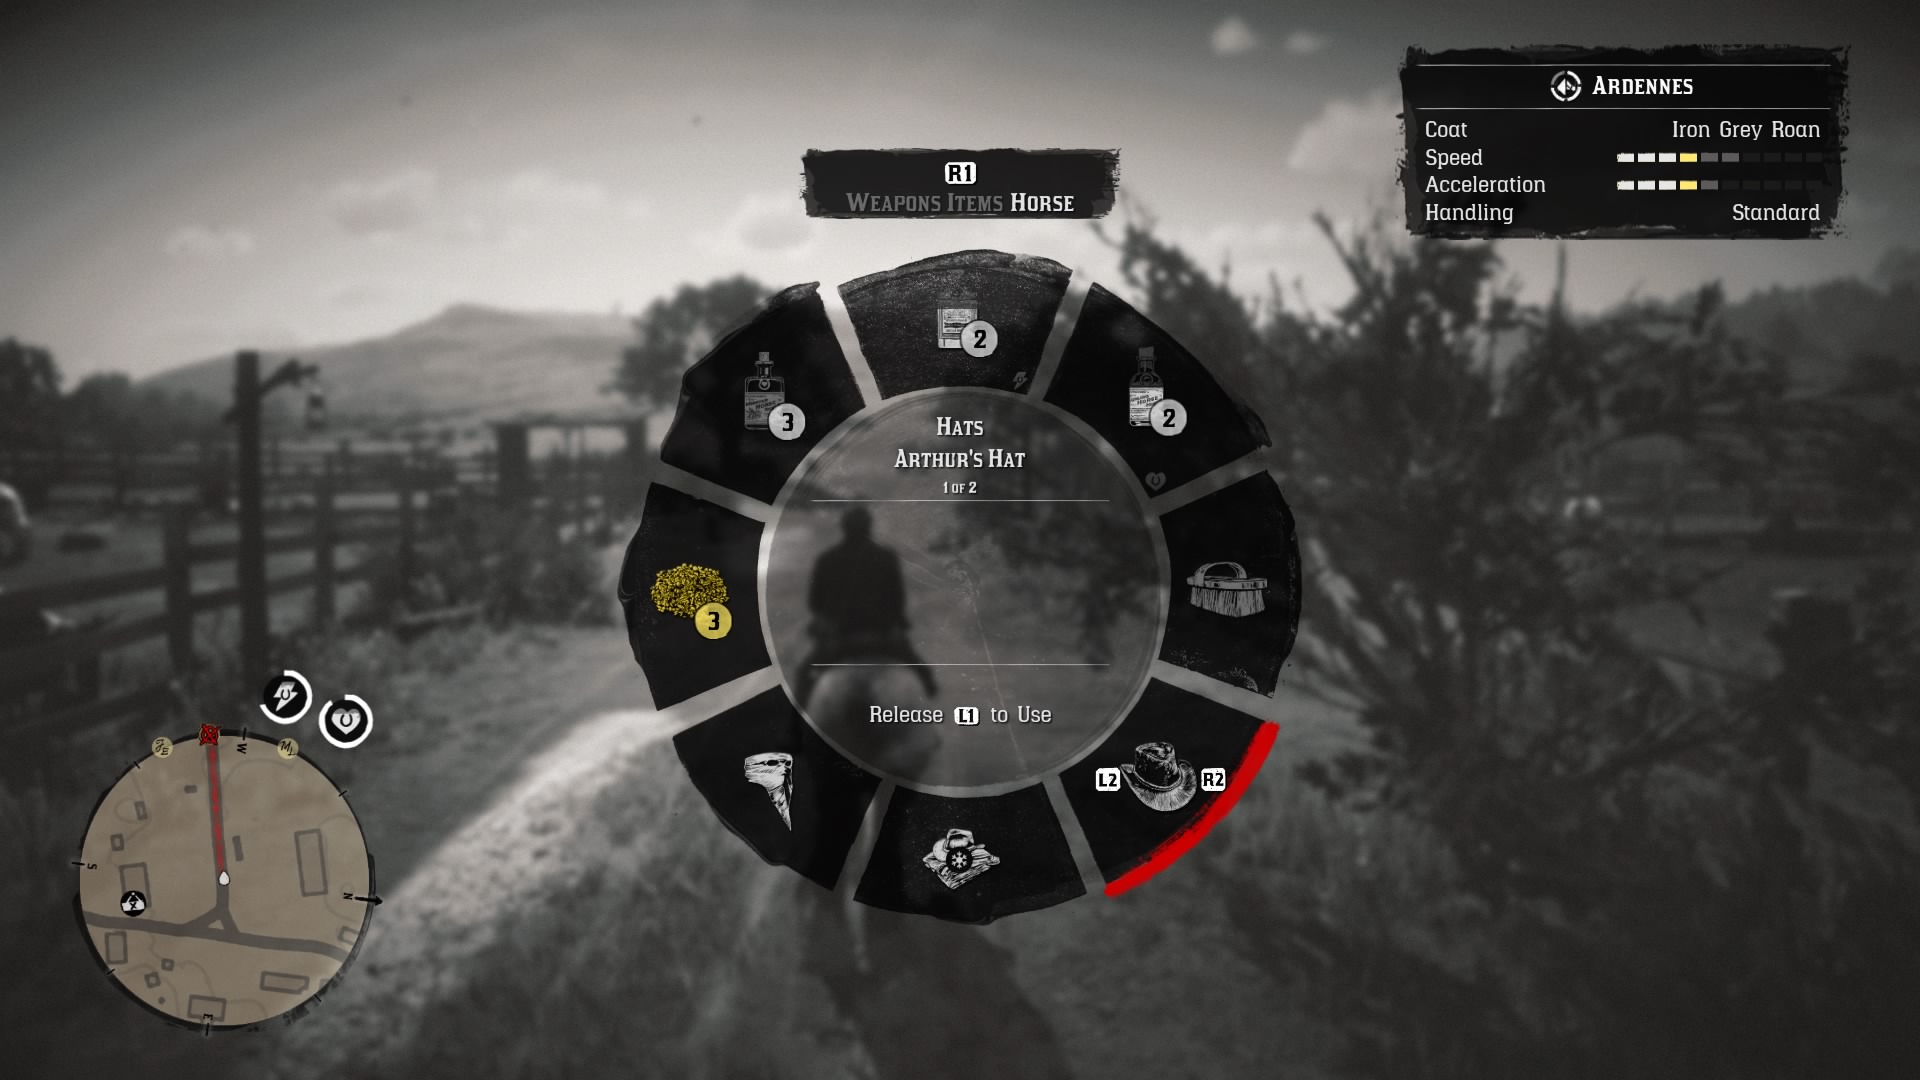 R1
WEAPONS ITEMS HORSE
ARDENNES
Coat Iron Grey Roan
Speed
Acceleration
Handling Standard
2
3
2
HATS
ARTHUR'S HAT
1 OF 2
3
Release L1 to Use
L2 R2
W
S
N
E